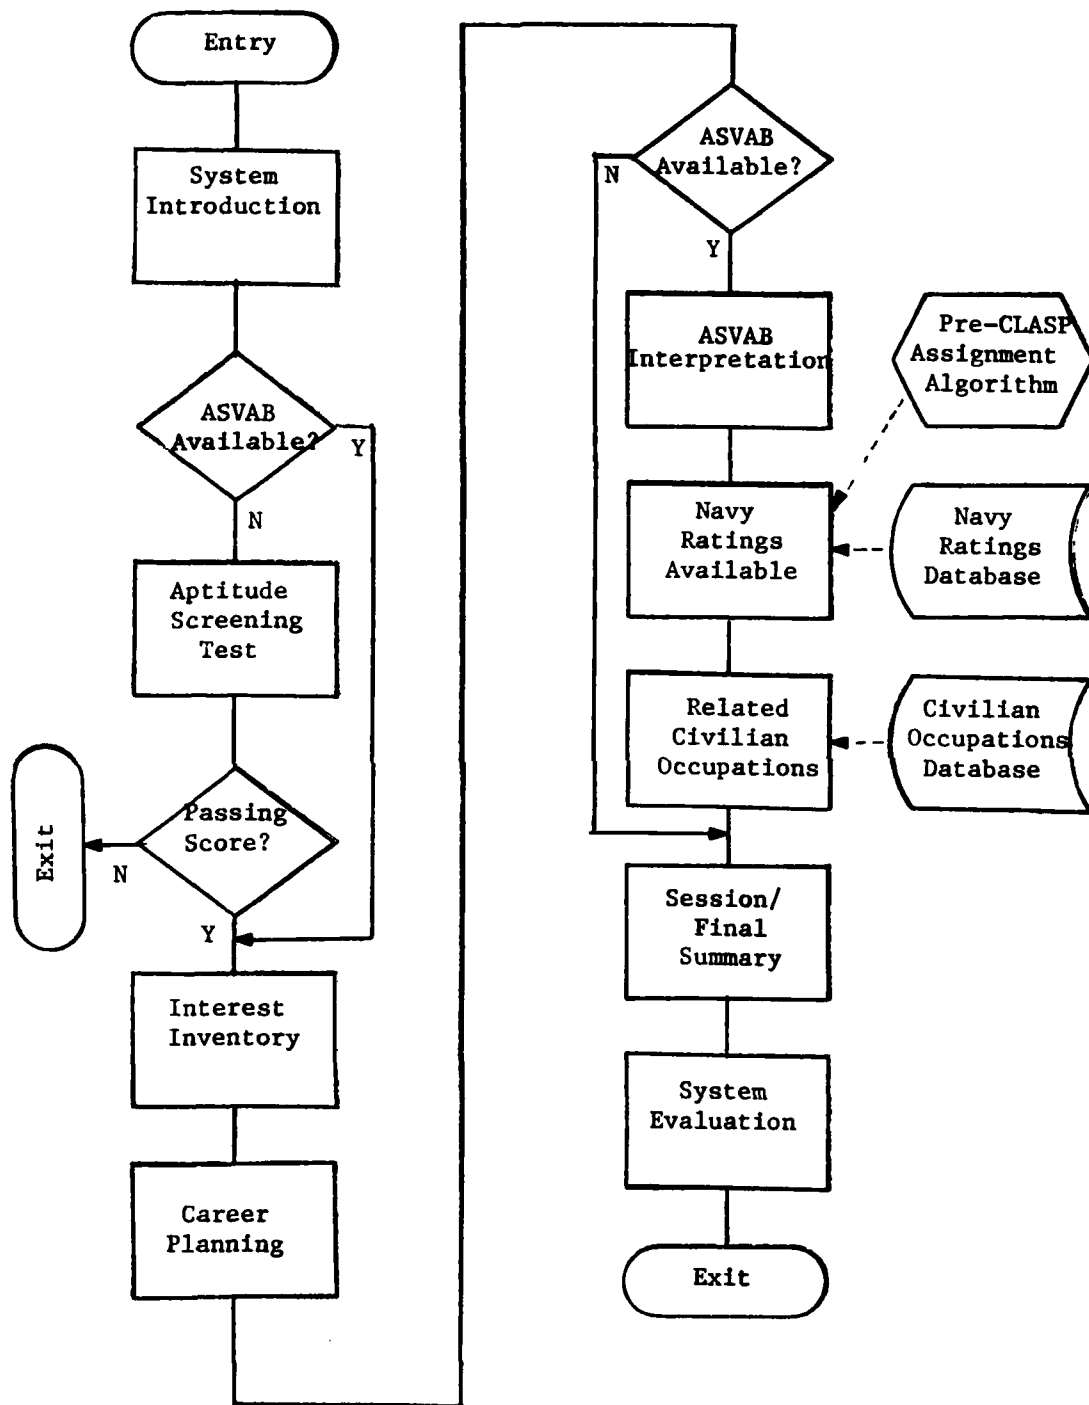 Entry
System
Introduction
ASVAB
Available?
Y
N
Aptitude
Screening
Test
Passing
Score?
N
Exit
Y
Interest
Inventory
Career
Planning
ASVAB
Available?
N
Y
ASVAB
Interpretation
Pre-CLASP
Assignment
Algorithm
Navy
Ratings
Available
Navy
Ratings
Database
Related
Civilian
Occupations
Civilian
Occupations
Database
Session/
Final
Summary
System
Evaluation
Exit